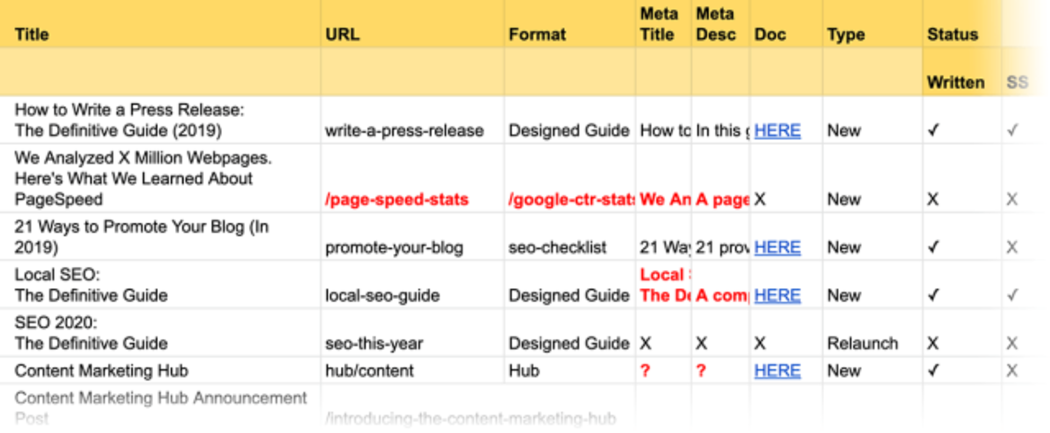 Title URL Format Meta Title Meta Desc Doc Type Status
Written SS
How to Write a Press Release:
The Definitive Guide (2019) write-a-press-release Designed Guide How to In this g HERE New ✓ ✓
We Analyzed X Million Webpages.
Here's What We Learned About
PageSpeed /page-speed-stats /google-ctr-stats We An A page X New X X
21 Ways to Promote Your Blog (In
2019) promote-your-blog seo-checklist 21 Way 21 prov HERE New ✓ X
Local SEO: Local S
The Definitive Guide local-seo-guide Designed Guide The De A comp HERE New ✓ ✓
SEO 2020:
The Definitive Guide seo-this-year Designed Guide X X X Relaunch X X
Content Marketing Hub hub/content Hub ? ? HERE New ✓ X
Content Marketing Hub Announcement
Post /introducing-the-content-marketing-hub